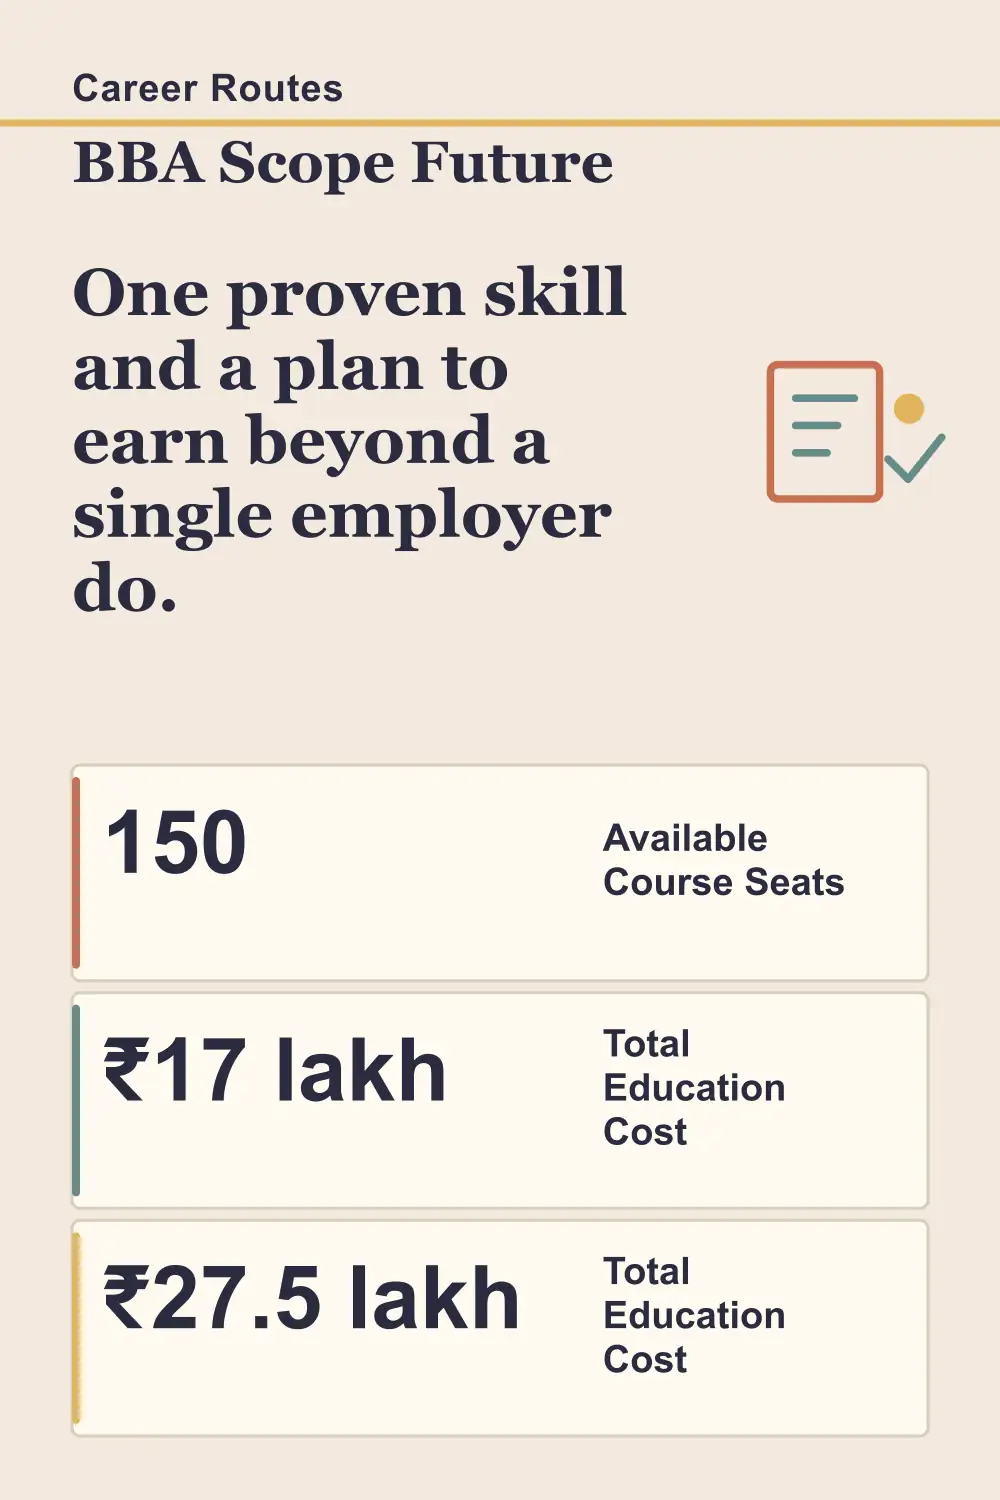 Career Routes
BBA Scope Future
One proven skill
and a plan to
earn beyond a
single employer
do.
150
Available
Course Seats
₹17 lakh
Total
Education
Cost
₹27.5 lakh
Total
Education
Cost